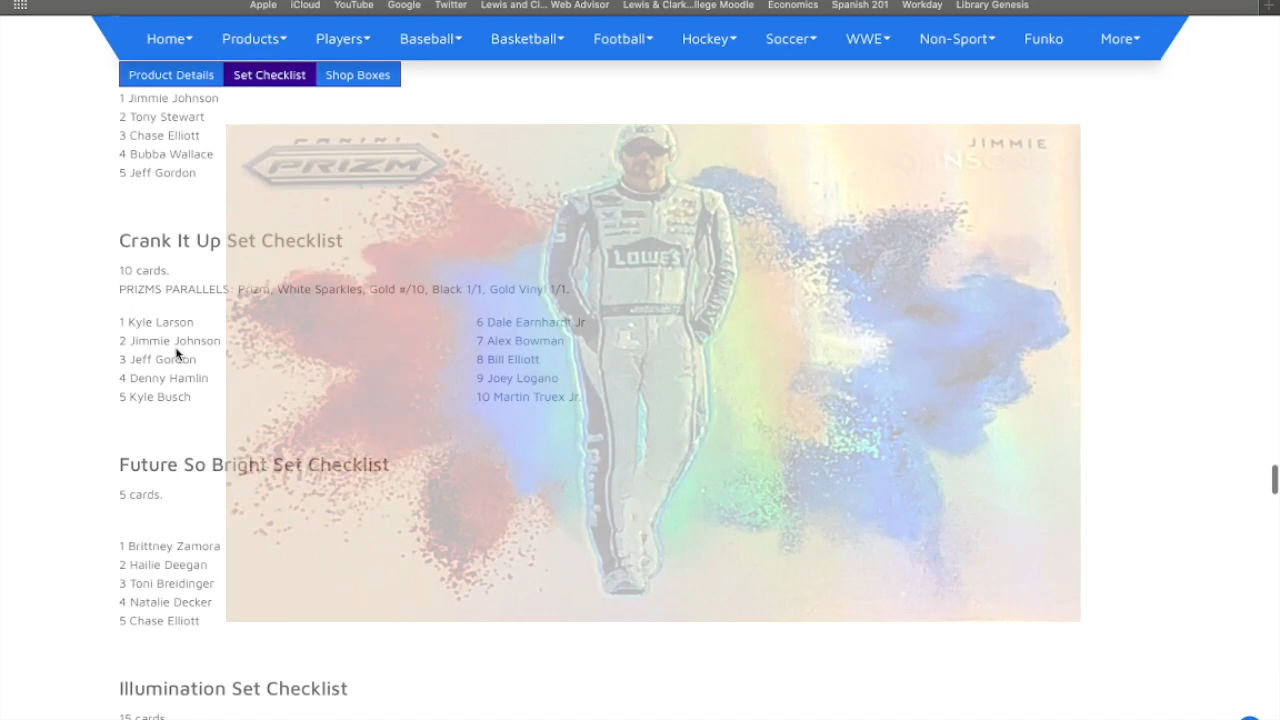 Apple iCloud YouTube Google Twitter Lewis and Cl... Web Advisor Lewis & Clark...llege Moodle Economics Spanish 201 Workday Library Genesis
Home Products Players Baseball Basketball Football Hockey Soccer WWE Non-Sport Funko More
Product Details Set Checklist Shop Boxes
1 Jimmie Johnson
2 Tony Stewart
3 Chase Elliott
4 Bubba Wallace
5 Jeff Gordon
PANINI
PRIZM
JIMMIE
JOHNSON
LOWE'S
Crank It Up Set Checklist
10 cards.
PRIZMS PARALLELS: Prizm, White Sparkles, Gold #/10, Black 1/1, Gold Vinyl 1/1.
1 Kyle Larson
2 Jimmie Johnson
3 Jeff Gordon
4 Denny Hamlin
5 Kyle Busch
6 Dale Earnhardt Jr
7 Alex Bowman
8 Bill Elliott
9 Joey Logano
10 Martin Truex Jr.
Future So Bright Set Checklist
5 cards.
1 Brittney Zamora
2 Hailie Deegan
3 Toni Breidinger
4 Natalie Decker
5 Chase Elliott
Illumination Set Checklist
15 cards